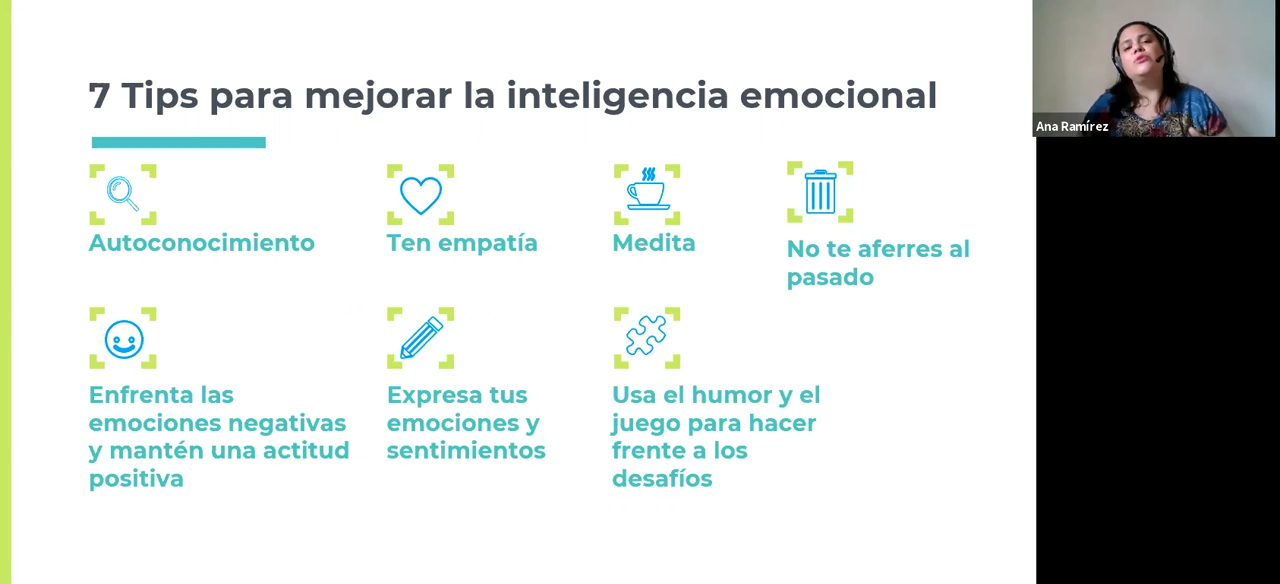 7 Tips para mejorar la inteligencia emocional
Ana Ramírez
Autoconocimiento
Ten empatía
Medita
No te aferres al
pasado
Enfrenta las
emociones negativas
y mantén una actitud
positiva
Expresa tus
emociones y
sentimientos
Usa el humor y el
juego para hacer
frente a los
desafíos